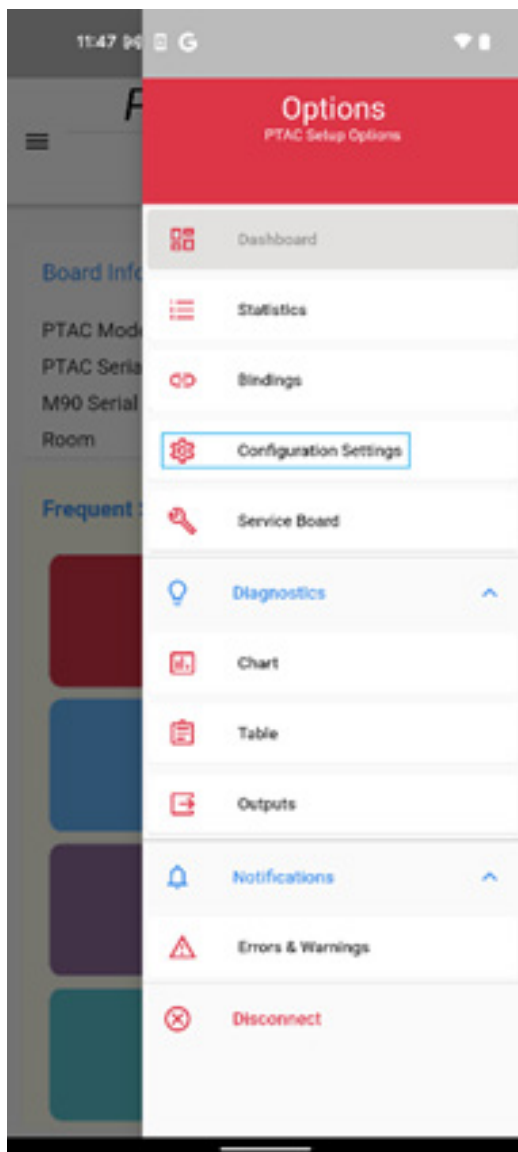 11:47
G
Options
PTAC Setup Options
Dashboard
Statistics
Board Info
Bindings
PTAC Mode
PTAC Seria
M90 Serial
Room
Configuration Settings
Frequent
Service Board
Diagnostics
Chart
Table
Outputs
Notifications
Errors & Warnings
Disconnect